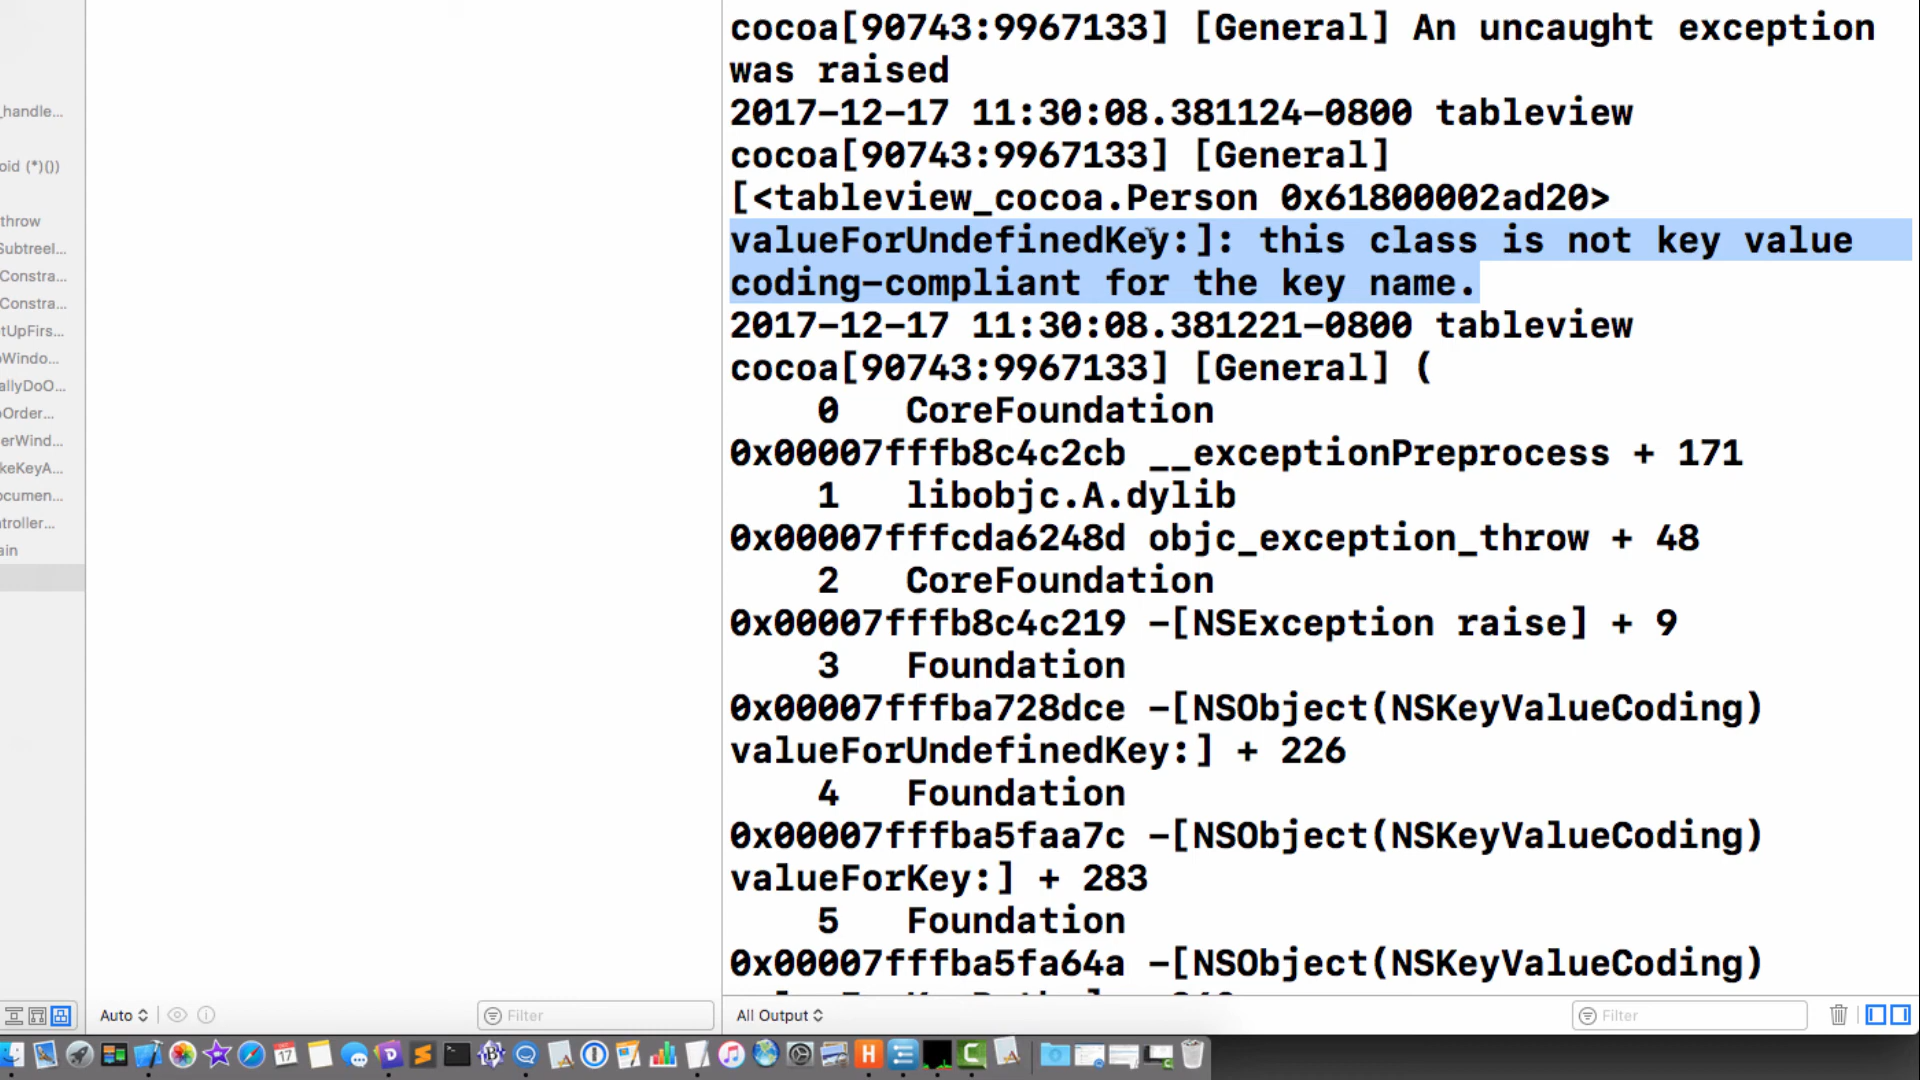 _handle...
oid (*)())
throw
Subtreel...
Constra...
Constra...
tUpFirs...
oWindo...
allyDoO...
oOrder...
erWind...
keKeyA...
ocumen...
ntroller...
ain
cocoa[90743:9967133] [General] An uncaught exception
was raised
2017-12-17 11:30:08.381124-0800 tableview
cocoa[90743:9967133] [General]
[<tableview_cocoa.Person 0x61800002ad20>
valueForUndefinedKey:]: this class is not key value
coding-compliant for the key name.
2017-12-17 11:30:08.381221-0800 tableview
cocoa[90743:9967133] [General] (
0 CoreFoundation
0x00007fffb8c4c2cb __exceptionPreprocess + 171
1 libobjc.A.dylib
0x00007fffcda6248d objc_exception_throw + 48
2 CoreFoundation
0x00007fffb8c4c219 -[NSException raise] + 9
3 Foundation
0x00007fffba728dce -[NSObject(NSKeyValueCoding)
valueForUndefinedKey:] + 226
4 Foundation
0x00007fffba5faa7c -[NSObject(NSKeyValueCoding)
valueForKey:] + 283
5 Foundation
0x00007fffba5fa64a -[NSObject(NSKeyValueCoding)
Auto
Filter
All Output
Filter
17